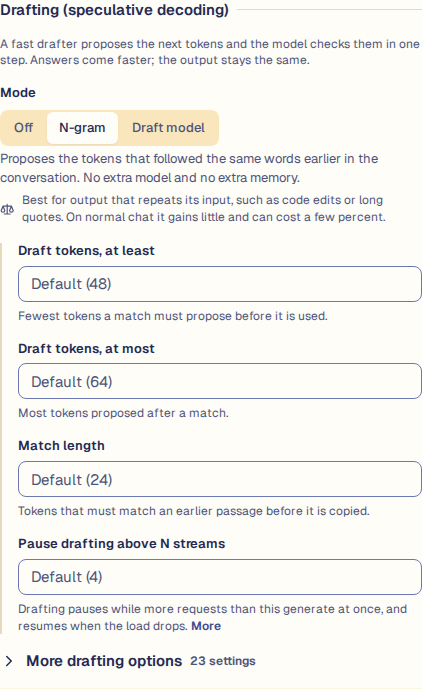 Drafting (speculative decoding)
A fast drafter proposes the next tokens and the model checks them in one
step. Answers come faster; the output stays the same.
Mode
Off N-gram Draft model
Proposes the tokens that followed the same words earlier in the
conversation. No extra model and no extra memory.
Best for output that repeats its input, such as code edits or long
quotes. On normal chat it gains little and can cost a few percent.
Draft tokens, at least
Default (48)
Fewest tokens a match must propose before it is used.
Draft tokens, at most
Default (64)
Most tokens proposed after a match.
Match length
Default (24)
Tokens that must match an earlier passage before it is copied.
Pause drafting above N streams
Default (4)
Drafting pauses while more requests than this generate at once, and
resumes when the load drops. More
More drafting options 23 settings